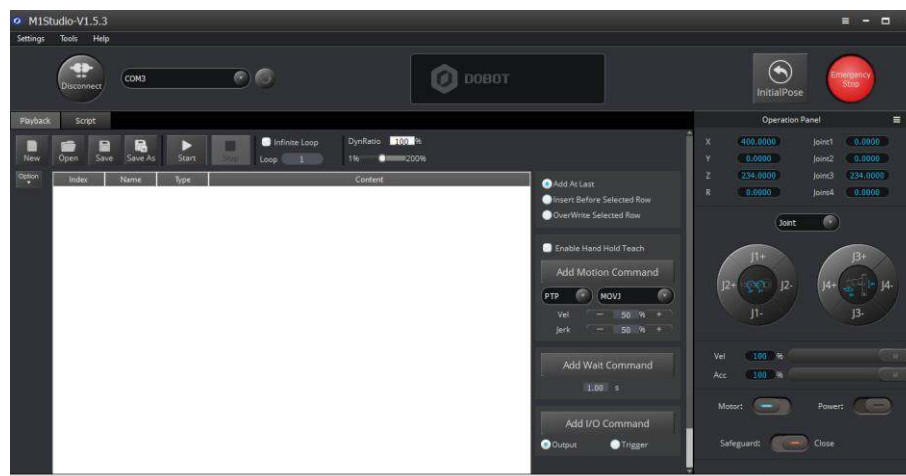 M1Studio-V1.5.3
Settings Tools Help
Disconnect COM3 DOBOT InitialPose Emergency Stop
Playback Script Operation Panel
New Open Save Save As Start Stop Infinite Loop Loop 1 DynRatio 100 % 1% 200%
X 400.0000 Joint1 0.0000
Y 0.0000 Joint2 0.0000
Z 234.0000 Joint3 234.0000
R 0.0000 Joint4 0.0000
Option Index Name Type Content
Add At Last
Insert Before Selected Row
OverWrite Selected Row
Joint
Enable Hand Hold Teach
Add Motion Command
PTP MOVJ
Vel - 50 % +
Jerk - 50 % +
J1+ J3+
J2+ J2- J4+ J4-
J1- J3-
Add Wait Command
1.00 s
Vel 100 %
Acc 100 %
Add I/O Command
Output Trigger
Motor: Power:
Safeguard: Close